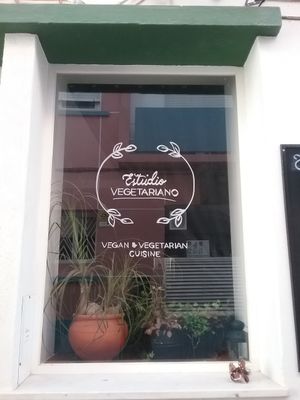 Estúdio
VEGETARIANO
VEGAN & VEGETARIAN
CUISINE